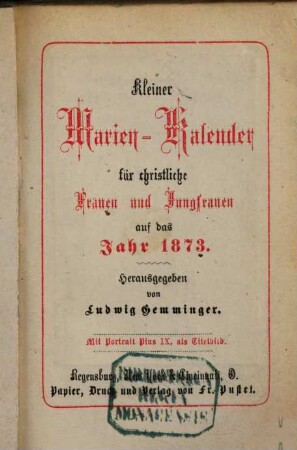 Kleiner
Marien-Kalender
für christliche
Frauen und Jungfrauen
auf das
Jahr 1873.
Herausgegeben
von
Ludwig Gemminger.
Mit Portrait Pius IX. als Titelbild.
Regensburg, New-York & Cincinnati, O.
Papier, Druck und Verlag von Fr. Pustet.
MONACENSIS